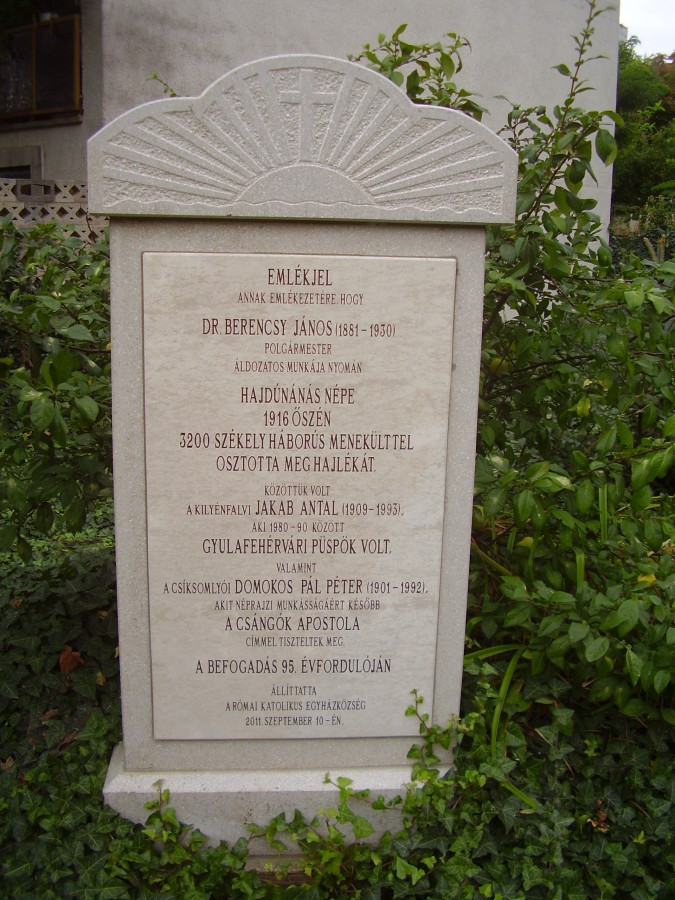 EMLÉKJEL
ANNAK EMLÉKEZETÉRE, HOGY
DR. BERENCSY JÁNOS (1881–1930)
POLGÁRMESTER
ÁLDOZATOS MUNKÁJA NYOMÁN
HAJDÚNÁNÁS NÉPE
1916 ŐSZÉN
3200 SZÉKELY HÁBORÚS MENEKÜLTTEL
OSZTOTTA MEG HAJLÉKÁT.
KÖZÖTTÜK VOLT
A KILYÉNFALVI JAKAB ANTAL (1909–1993),
AKI 1980–90 KÖZÖTT
GYULAFEHÉRVÁRI PÜSPÖK VOLT,
VALAMINT
A CSÍKSOMLYÓI DOMOKOS PÁL PÉTER (1901–1992),
AKIT NÉPRAJZI MUNKÁSSÁGÁÉRT KÉSŐBB
A CSÁNGÓK APOSTOLA
CÍMMEL TISZTELTEK MEG.
A BEFOGADÁS 95. ÉVFORDULÓJÁN
ÁLLÍTTATTA
A RÓMAI KATOLIKUS EGYHÁZKÖZSÉG
2011. SZEPTEMBER 10-ÉN.